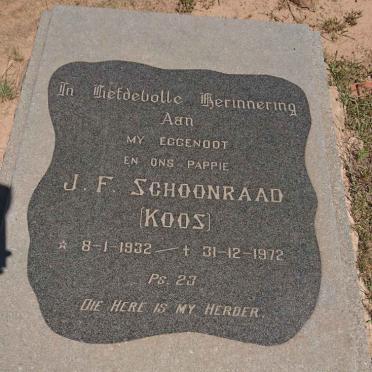 In Liefdevolle Herinnering
Aan
MY EGGENOOT
EN ONS PAPPIE
J. F. SCHOONRAAD
(KOOS)
☆ 8-1-1932 — ✝ 31-12-1972
Ps. 23
DIE HERE IS MY HERDER.